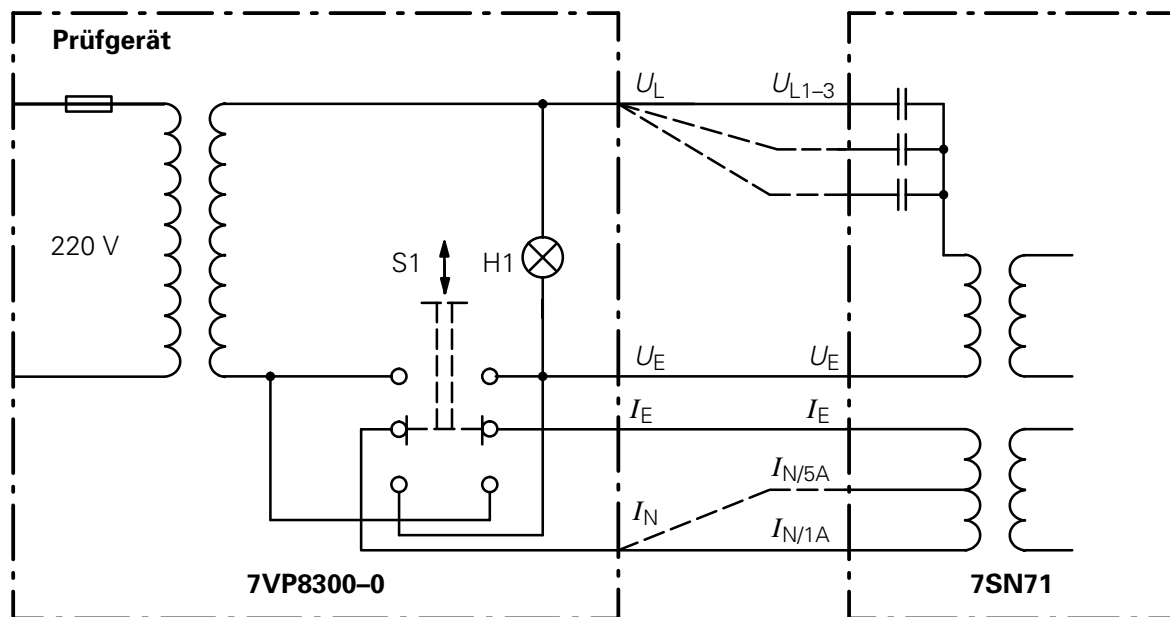 Prüfgerät
220 V
S1
H1
U_L
U_L1–3
U_E
U_E
I_E
I_E
I_N
I_N/5A
I_N/1A
7VP8300–0
7SN71